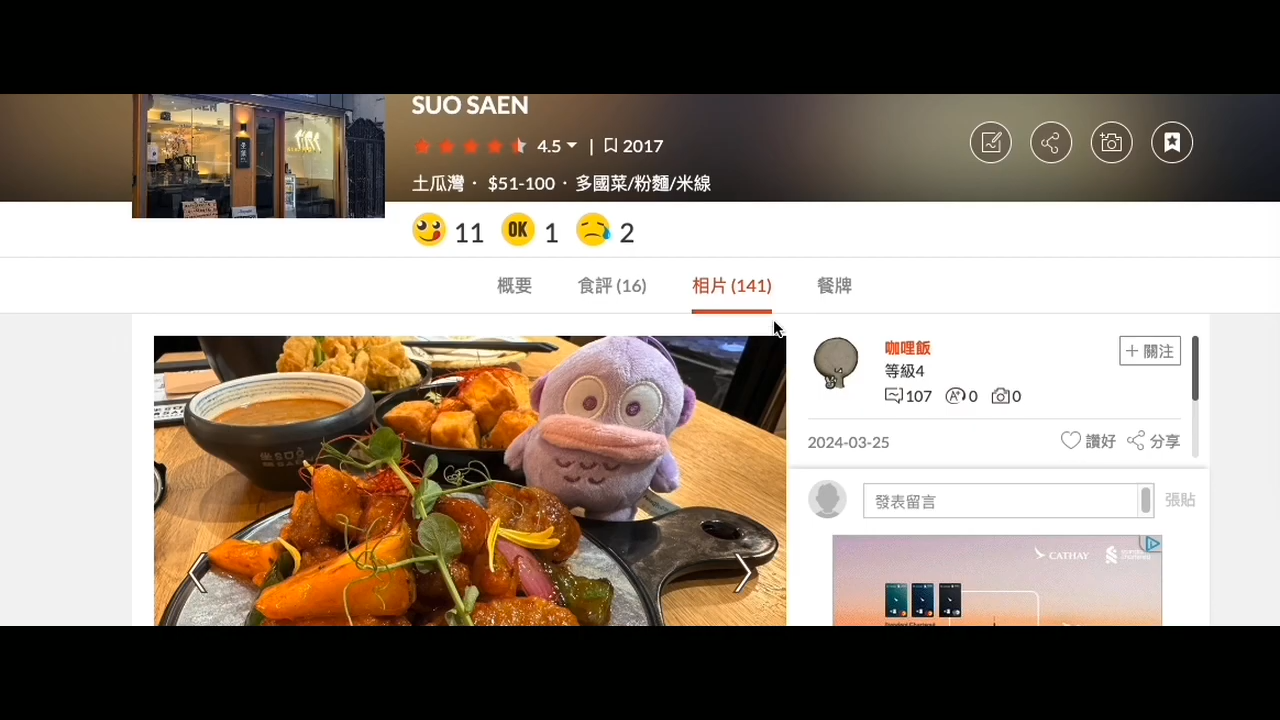 SUO SAEN
4.5 | 2017
土瓜灣 · $51-100 · 多國菜/粉麵/米線
OK
11 1 2
概要 食評 (16) 相片 (141) 餐牌
咖哩飯
+ 關注
等級4
107 0 0
2024-03-25
讚好 分享
發表留言
張貼
CATHAY